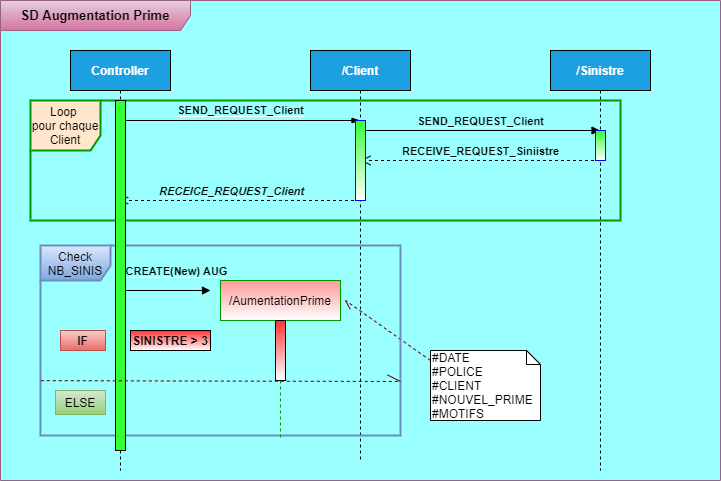 SD Augmentation Prime
Controller
/Client
/Sinistre
Loop
pour chaque
Client
SEND_REQUEST_Client
SEND_REQUEST_Client
RECEIVE_REQUEST_Siniistre
RECEICE_REQUEST_Client
Check
NB_SINIS
CREATE(New) AUG
/AumentationPrime
IF
SINISTRE > 3
#DATE
#POLICE
#CLIENT
#NOUVEL_PRIME
#MOTIFS
ELSE